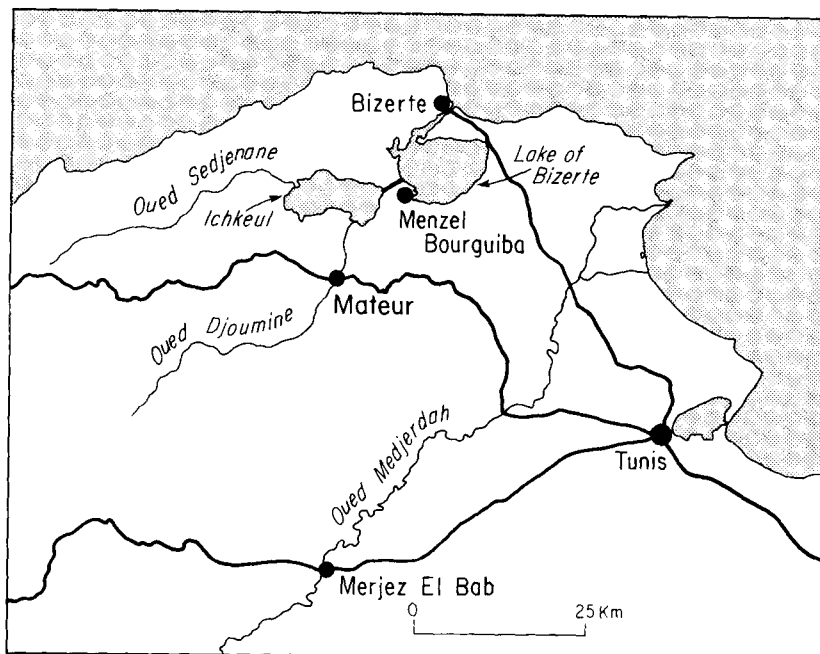 Bizerte
Oued Sedjenane
Lake of
Bizerte
Ichkeul
Menzel
Bourguiba
Mateur
Oued Djoumine
Oued Medjerdah
Tunis
Merjez El Bab
0 25 Km